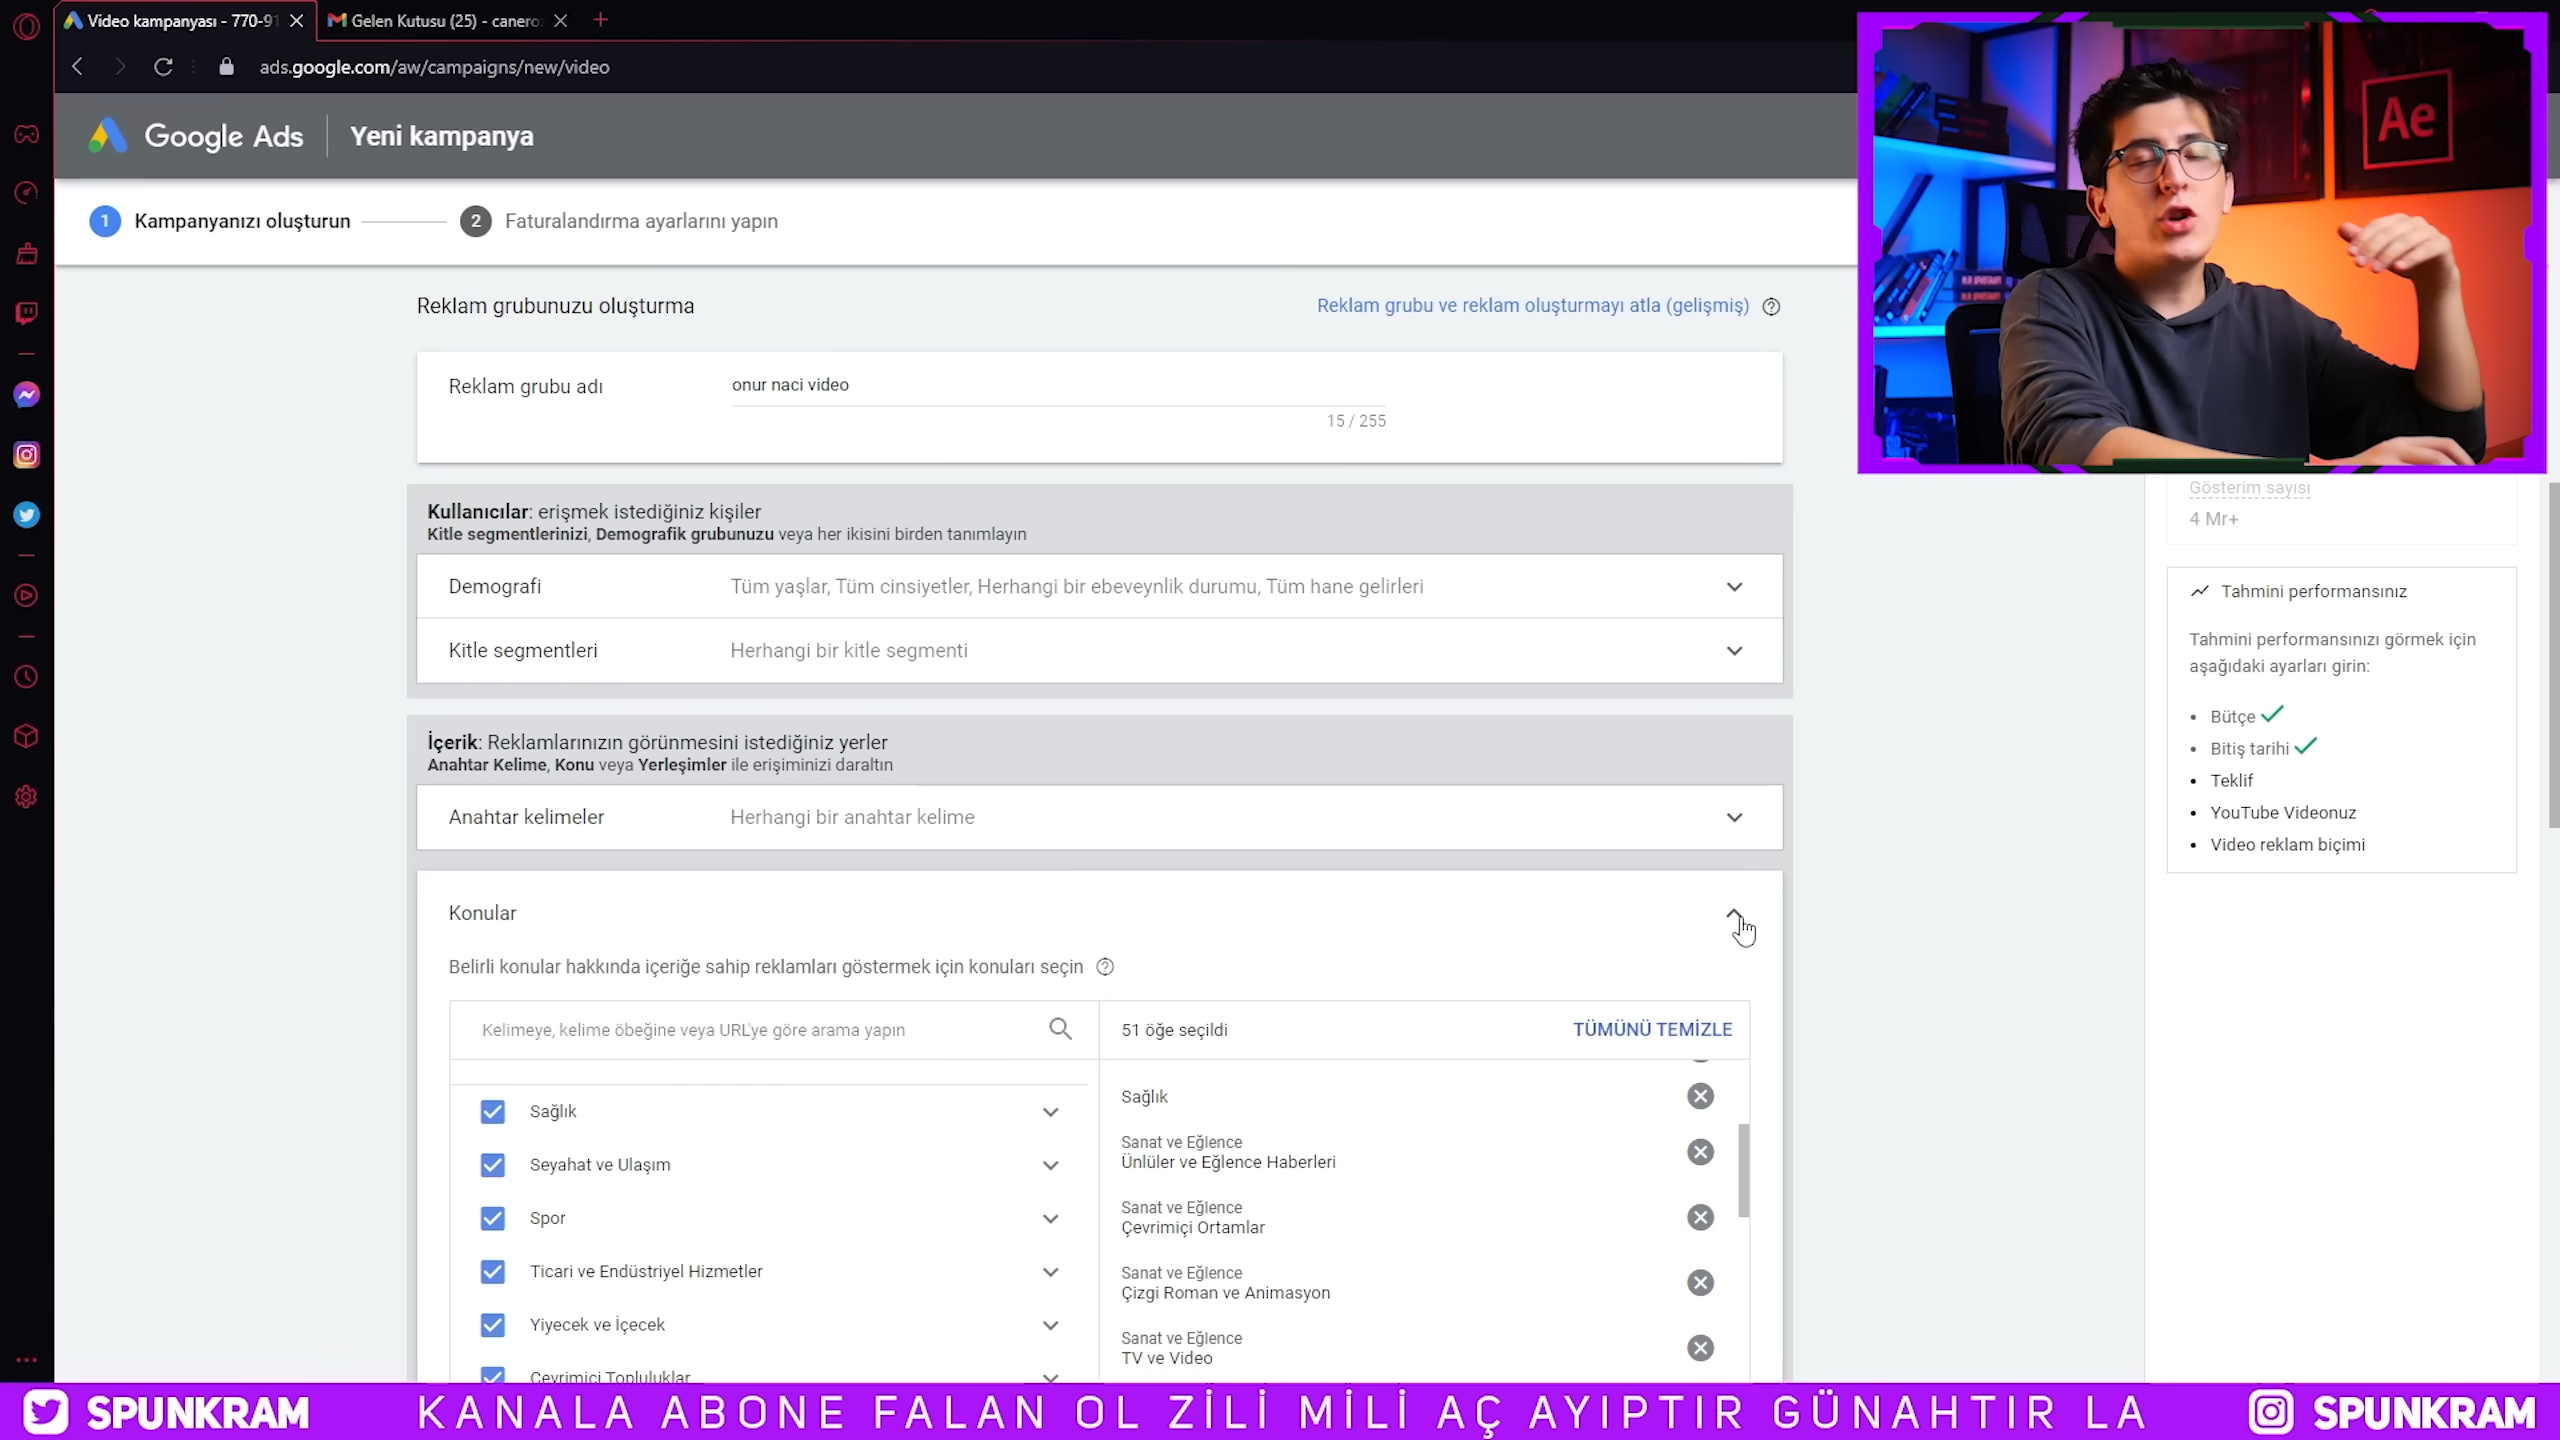 Video kampanyası - 770-91
Gelen Kutusu (25) - canero
ads.google.com/aw/campaigns/new/video
Google Ads
Yeni kampanya
1 Kampanyanızı oluşturun
2 Faturalandırma ayarlarını yapın
Ae
Reklam grubunuzu oluşturma
Reklam grubu ve reklam oluşturmayı atla (gelişmiş)
Reklam grubu adı
onur naci video
15 / 255
Kullanıcılar: erişmek istediğiniz kişiler
Kitle segmentlerinizi, Demografik grubunuzu veya her ikisini birden tanımlayın
Demografi
Tüm yaşlar, Tüm cinsiyetler, Herhangi bir ebeveynlik durumu, Tüm hane gelirleri
Kitle segmentleri
Herhangi bir kitle segmenti
İçerik: Reklamlarınızın görünmesini istediğiniz yerler
Anahtar Kelime, Konu veya Yerleşimler ile erişiminizi daraltın
Anahtar kelimeler
Herhangi bir anahtar kelime
Konular
Belirli konular hakkında içeriğe sahip reklamları göstermek için konuları seçin
Kelimeye, kelime öbeğine veya URL'ye göre arama yapın
Sağlık
Seyahat ve Ulaşım
Spor
Ticari ve Endüstriyel Hizmetler
Yiyecek ve İçecek
Çevrimiçi Topluluklar
51 öğe seçildi
TÜMÜNÜ TEMİZLE
Sağlık
Sanat ve Eğlence
Ünlüler ve Eğlence Haberleri
Sanat ve Eğlence
Çevrimiçi Ortamlar
Sanat ve Eğlence
Çizgi Roman ve Animasyon
Sanat ve Eğlence
TV ve Video
Gösterim sayısı
4 Mr+
Tahmini performansınız
Tahmini performansınızı görmek için
aşağıdaki ayarları girin:
Bütçe
Bitiş tarihi
Teklif
YouTube Videonuz
Video reklam biçimi
SPUNKRAM
KANALA ABONE FALAN OL ZİLİ MİLİ AÇ AYIPTIR GÜNAHTIR LA
SPUNKRAM